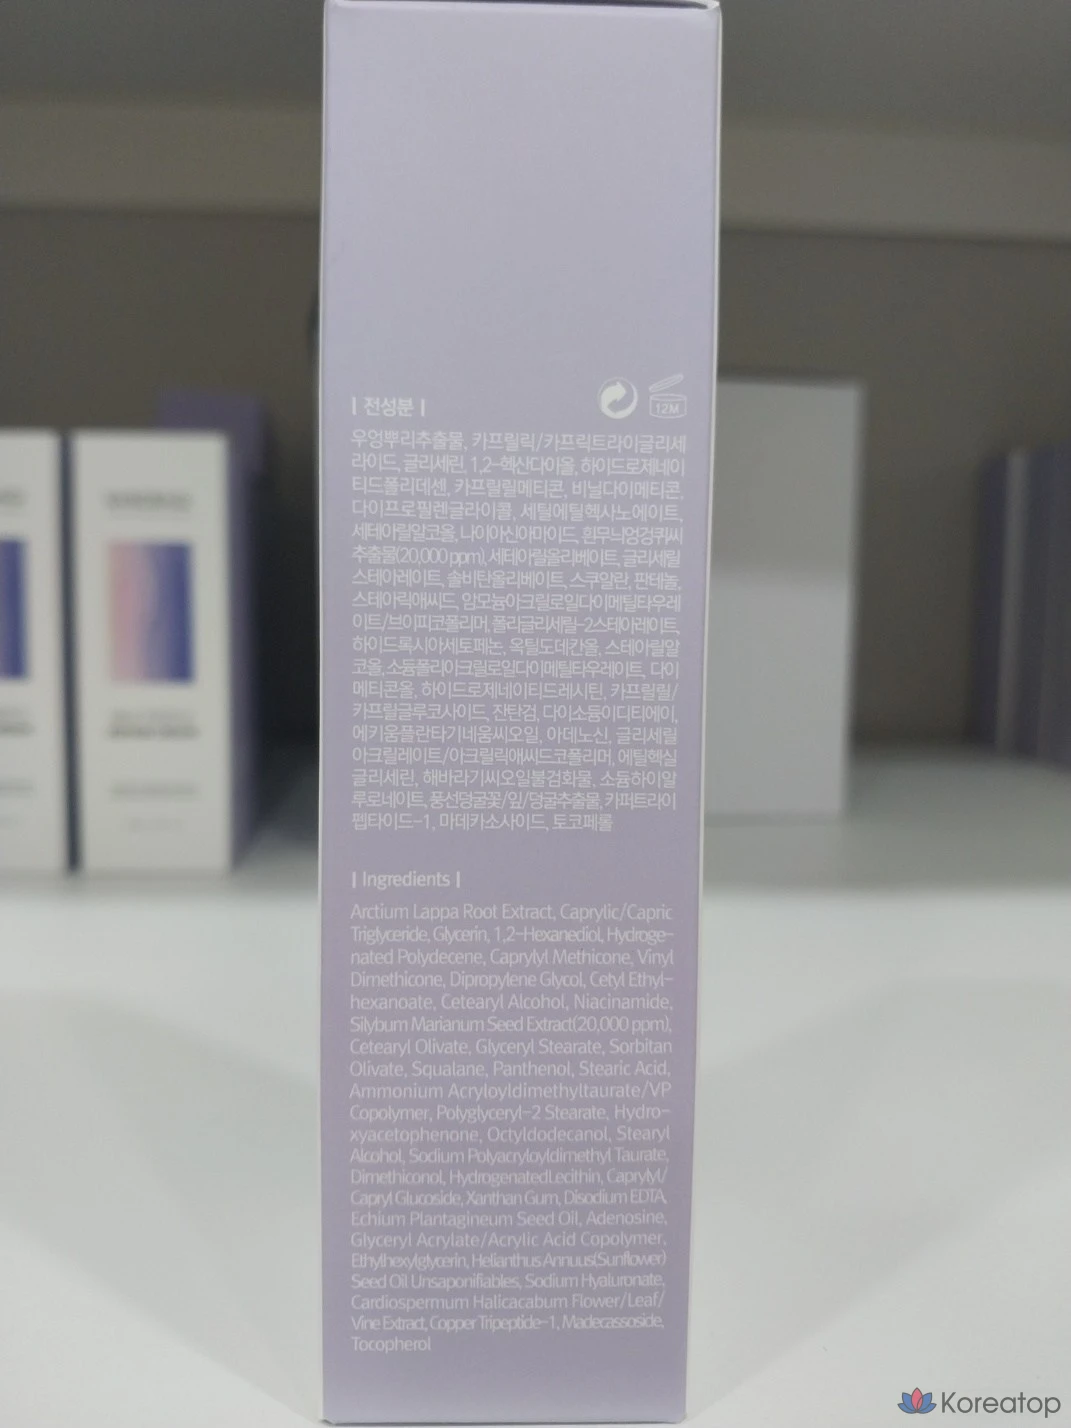 | 전성분 |
12M
우엉뿌리추출물, 카프릴릭/카프릭트라이글리세
라이드, 글리세린, 1,2-헥산다이올, 하이드로제네이
티드폴리데센, 카프릴릴메티콘, 비닐다이메티콘,
다이프로필렌글라이콜, 세틸에틸헥사노에이트,
세테아릴알코올, 나이아신아마이드, 흰무늬엉겅퀴씨
추출물(20,000 ppm), 세테아릴올리베이트, 글리세릴
스테아레이트, 솔비탄올리베이트, 스쿠알란, 판테놀,
스테아릭애씨드, 암모늄아크릴로일다이메틸타우레
이트/브이피코폴리머, 폴리글리세릴-2스테아레이트,
하이드록시아세토페논, 옥틸도데칸올, 스테아릴알
코올, 소듐폴리아크릴로일다이메틸타우레이트, 다이
메티콘올, 하이드로제네이티드레시틴, 카프릴릴/
카프릴글루코사이드, 잔탄검, 다이소듐이디티에이,
에키움플란타기네움씨오일, 아데노신, 글리세릴
아크릴레이트/아크릴릭애씨드코폴리머, 에틸헥실
글리세린, 해바라기씨오일불검화물, 소듐하이알
루로네이트, 풍선덩굴꽃/잎/덩굴추출물, 카퍼트라이
펩타이드-1, 마데카소사이드, 토코페롤
| Ingredients |
Arctium Lappa Root Extract, Caprylic/Capric
Triglyceride, Glycerin, 1,2-Hexanediol, Hydroge-
nated Polydecene, Caprylyl Methicone, Vinyl
Dimethicone, Dipropylene Glycol, Cetyl Ethyl-
hexanoate, Cetearyl Alcohol, Niacinamide,
Silybum Marianum Seed Extract(20,000 ppm),
Cetearyl Olivate, Glyceryl Stearate, Sorbitan
Olivate, Squalane, Panthenol, Stearic Acid,
Ammonium Acryloyldimethyltaurate/VP
Copolymer, Polyglyceryl-2 Stearate, Hydro-
xyacetophenone, Octyldodecanol, Stearyl
Alcohol, Sodium Polyacryloyldimethyl Taurate,
Dimethiconol, HydrogenatedLecithin, Caprylyl/
Capryl Glucoside, Xanthan Gum, Disodium EDTA,
Echium Plantagineum Seed Oil, Adenosine,
Glyceryl Acrylate/Acrylic Acid Copolymer,
Ethylhexylglycerin, Helianthus Annuus(Sunflower)
Seed Oil Unsaponifiables, Sodium Hyaluronate,
Cardiospermum Halicacabum Flower/Leaf/
Vine Extract, Copper Tripeptide-1, Madecassoside,
Tocopherol
Koreatop